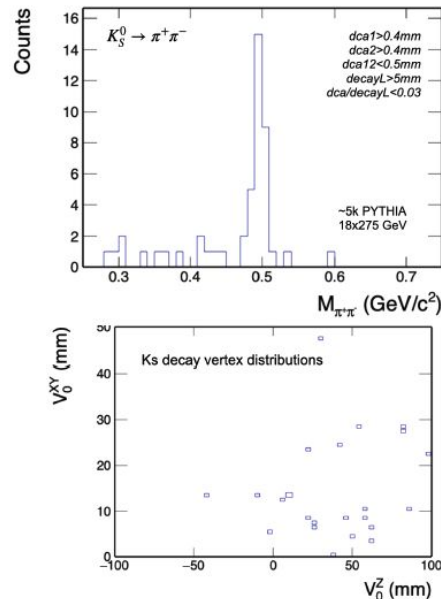 Counts
16
14
12
10
8
6
4
2
0
K_S^0 → π⁺π⁻
dca1>0.4mm
dca2>0.4mm
dca12<0.5mm
decayL>5mm
dca/decayL<0.03
~5k PYTHIA
18x275 GeV
0.3 0.4 0.5 0.6 0.7
M_π⁺π⁻ (GeV/c²)
V_0^XY (mm)
50
40
30
20
10
0
Ks decay vertex distributions
−100 −50 0 50 100
V_0^Z (mm)